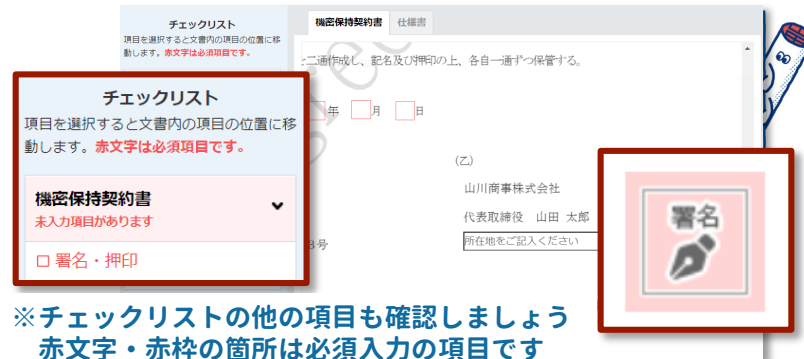 チェックリスト
項目を選択すると文書内の項目の位置に移
動します。赤文字は必須項目です。
機密保持契約書 仕様書
二通作成し、記名及び押印の上、各自一通ずつ保管する。
年 月 日
(乙)
山川商事株式会社
代表取締役 山田 太郎
所在地をご記入ください
3号
チェックリスト
項目を選択すると文書内の項目の位置に移
動します。赤文字は必須項目です。
機密保持契約書
未入力項目があります
署名・押印
署名
※チェックリストの他の項目も確認しましょう
赤文字・赤枠の箇所は必須入力の項目です